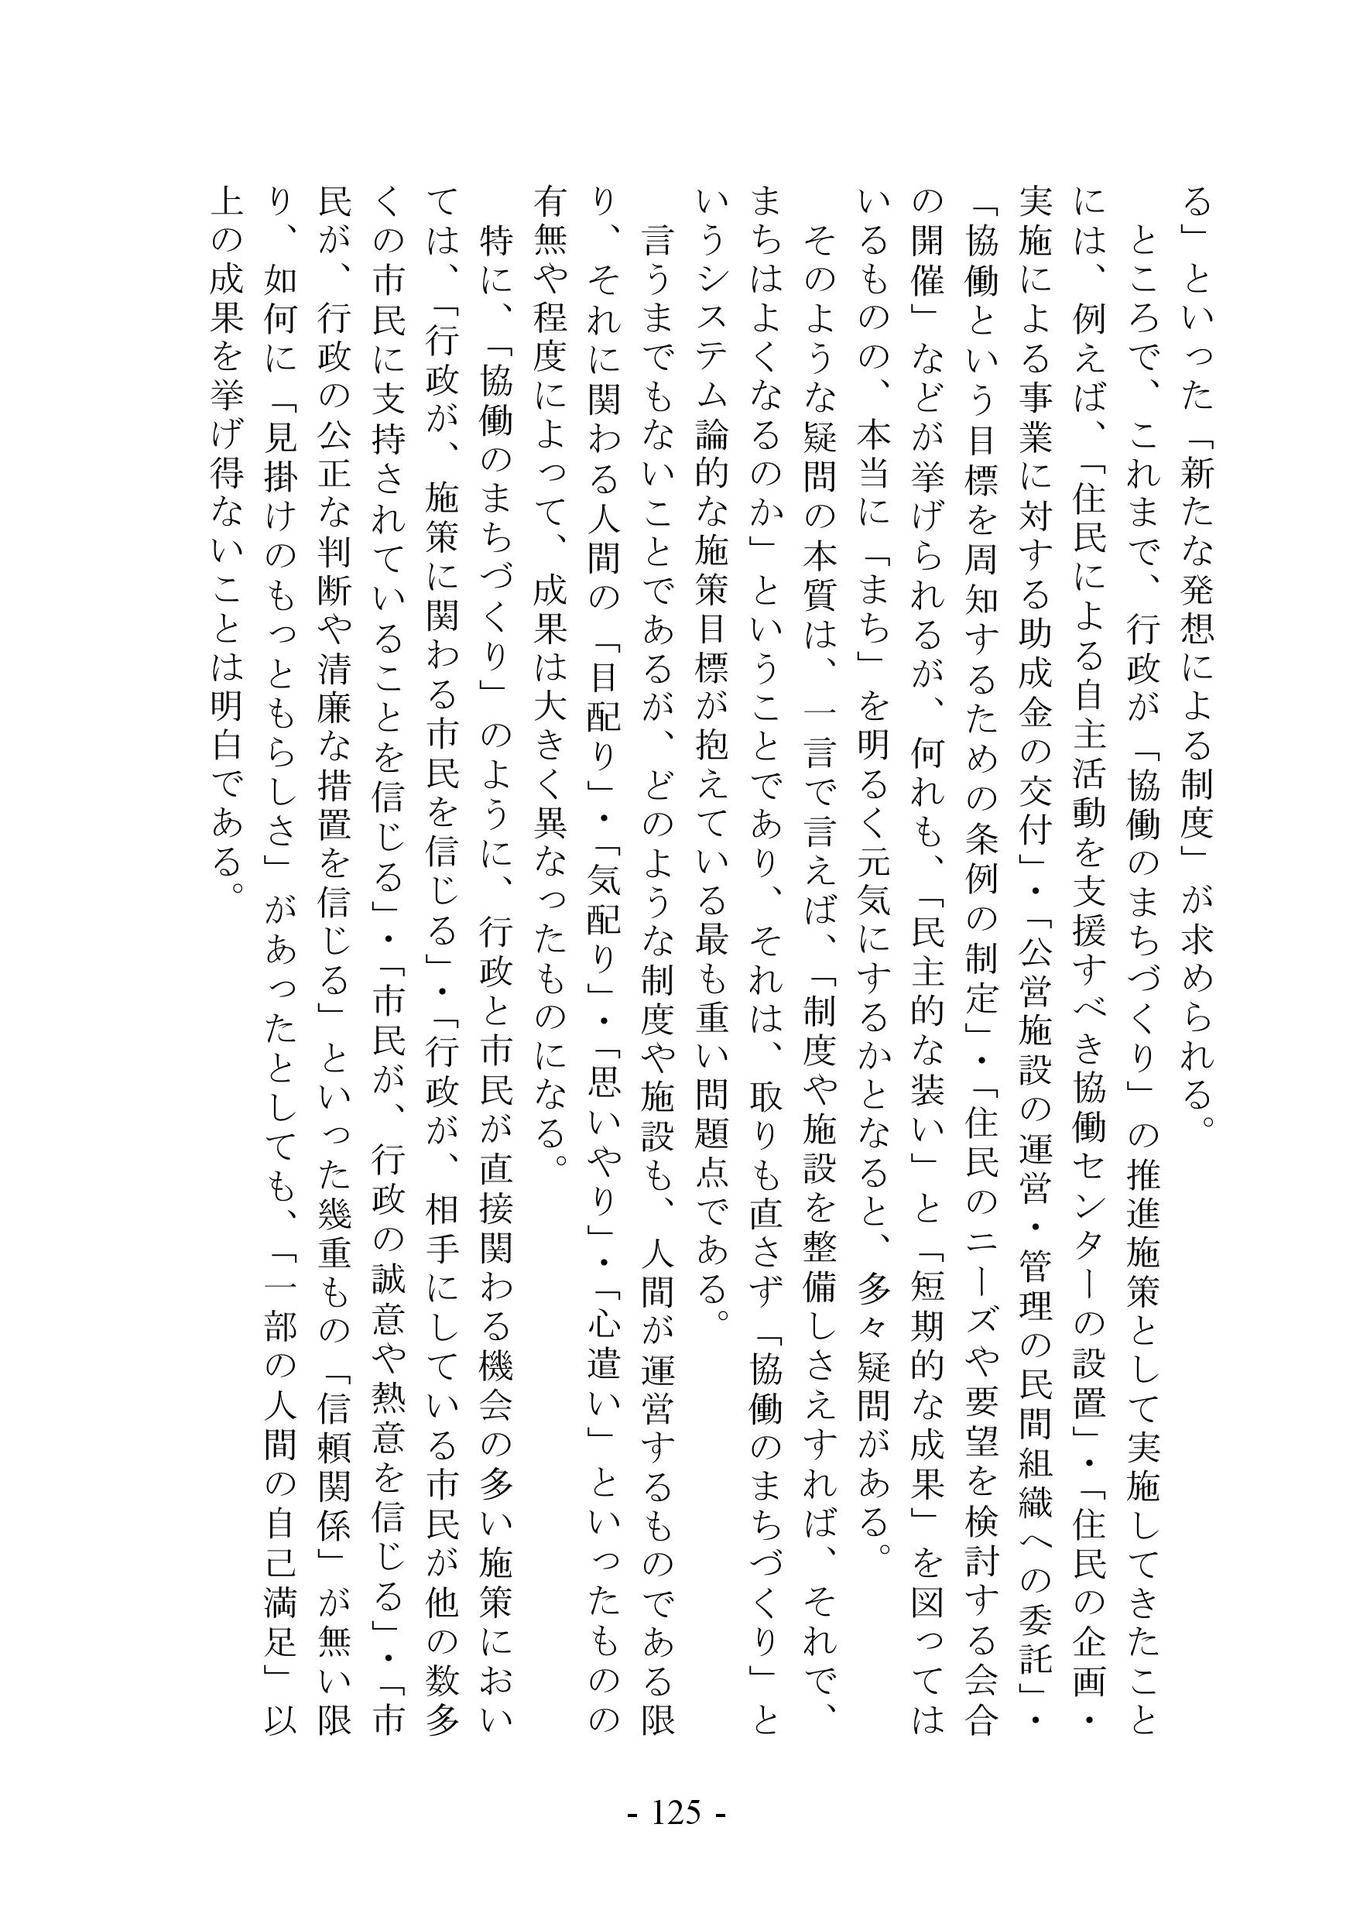 る」といった「新たな発想による制度」が求められる。
　ところで、これまで、行政が「協働のまちづくり」の推進施策として実施してきたこと
には、例えば、「住民による自主活動を支援すべき協働センターの設置」・「住民の企画・
実施による事業に対する助成金の交付」・「公営施設の運営・管理の民間組織への委託」・
「協働という目標を周知するための条例の制定」・「住民のニーズや要望を検討する会合
の開催」などが挙げられるが、何れも、「民主的な装い」と「短期的な成果」を図っては
いるものの、本当に「まち」を明るく元気にするかとなると、多々疑問がある。
　そのような疑問の本質は、一言で言えば、「制度や施設を整備しさえすれば、それで、
まちはよくなるのか」ということであり、それは、取りも直さず「協働のまちづくり」と
いうシステム論的な施策目標が抱えている最も重い問題点である。
　言うまでもないことであるが、どのような制度や施設も、人間が運営するものである限
り、それに関わる人間の「目配り」・「気配り」・「思いやり」・「心遣い」といったものの
有無や程度によって、成果は大きく異なったものになる。
　特に、「協働のまちづくり」のように、行政と市民が直接関わる機会の多い施策におい
ては、「行政が、施策に関わる市民を信じる」・「行政が、相手にしている市民が他の数多
くの市民に支持されていることを信じる」・「市民が、行政の誠意や熱意を信じる」・「市
民が、行政の公正な判断や清廉な措置を信じる」といった幾重もの「信頼関係」が無い限
り、如何に「見掛けのもっともらしさ」があったとしても、「一部の人間の自己満足」以
上の成果を挙げ得ないことは明白である。
- 125 -